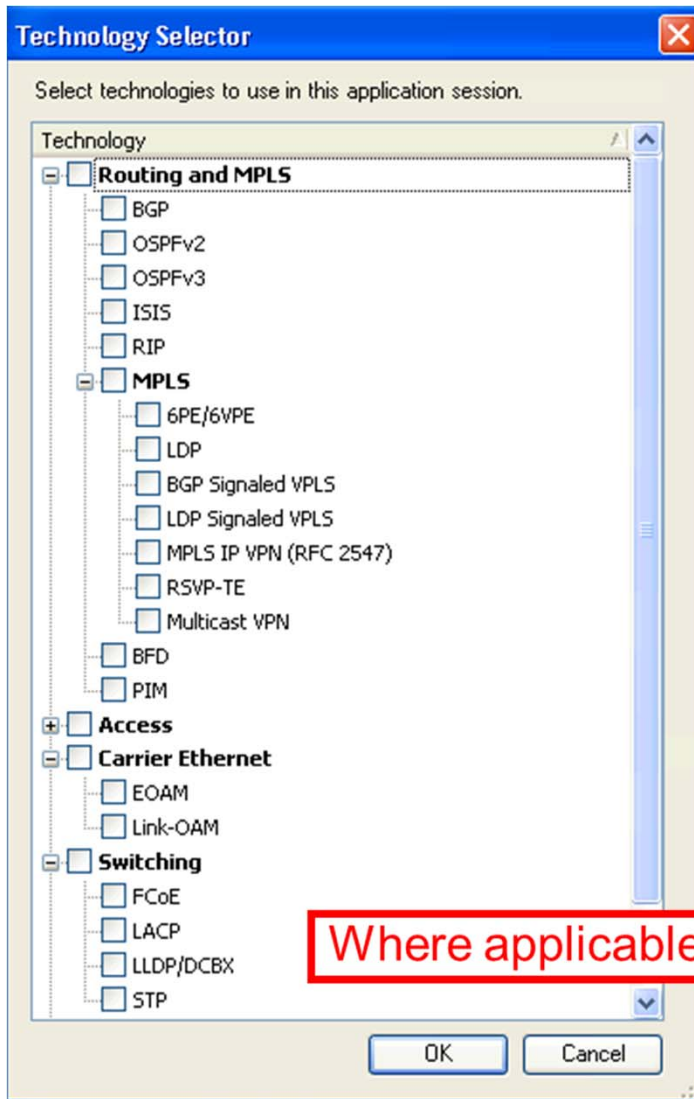 Technology Selector
Select technologies to use in this application session.
Technology
Routing and MPLS
BGP
OSPFv2
OSPFv3
ISIS
RIP
MPLS
6PE/6VPE
LDP
BGP Signaled VPLS
LDP Signaled VPLS
MPLS IP VPN (RFC 2547)
RSVP-TE
Multicast VPN
BFD
PIM
Access
Carrier Ethernet
EOAM
Link-OAM
Switching
FCoE
LACP
LLDP/DCBX
STP
Where applicable
OK Cancel